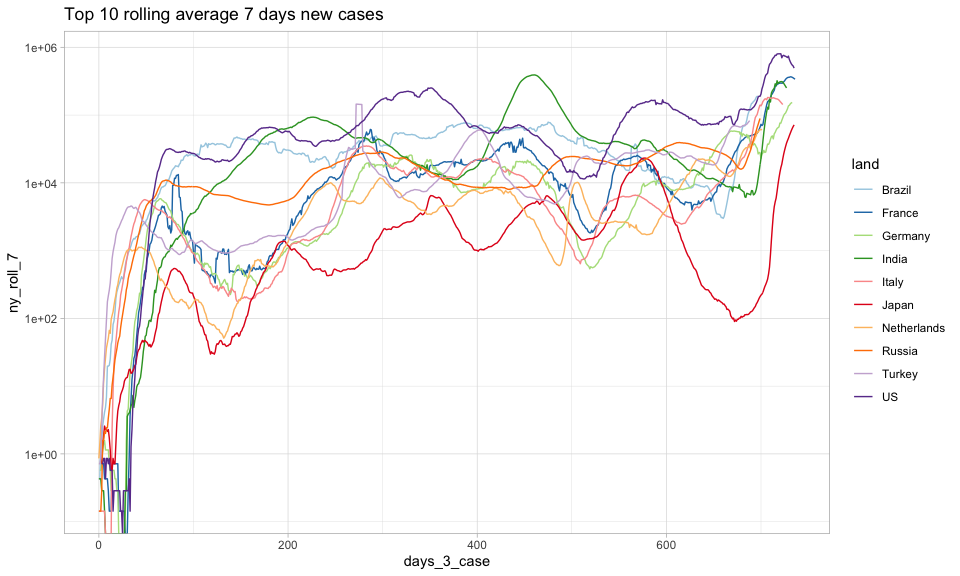 Top 10 rolling average 7 days new cases
ny_roll_7
1e+06
1e+04
1e+02
1e+00
0 200 400 600
days_3_case
land
Brazil
France
Germany
India
Italy
Japan
Netherlands
Russia
Turkey
US